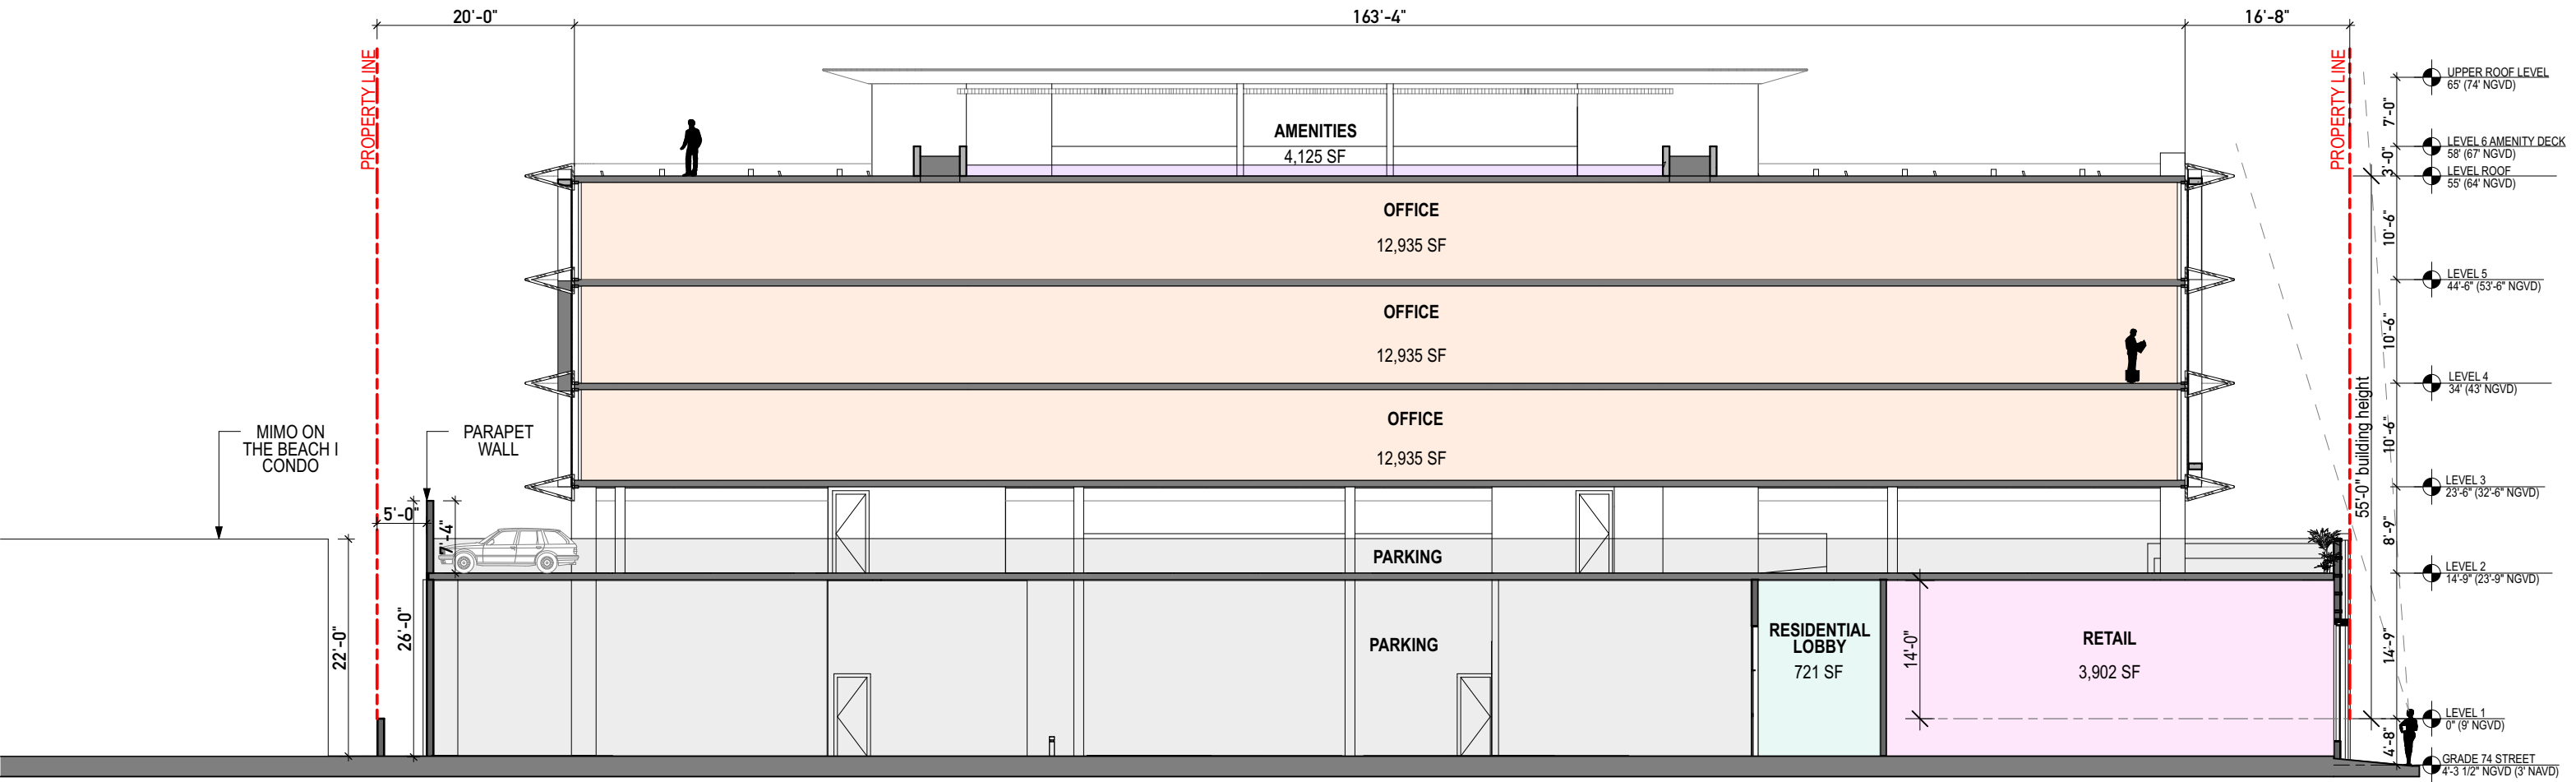 20'-0"
163'-4"
16'-8"
PROPERTY LINE
PROPERTY LINE
UPPER ROOF LEVEL
65' (74' NGVD)
7'-0"
AMENITIES
4,125 SF
LEVEL 6 AMENITY DECK
58' (67' NGVD)
3'-0"
LEVEL ROOF
55' (64' NGVD)
OFFICE
12,935 SF
10'-6"
LEVEL 5
44'-6" (53'-6" NGVD)
OFFICE
12,935 SF
10'-6"
LEVEL 4
34' (43' NGVD)
OFFICE
12,935 SF
10'-6"
55'-0" building height
MIMO ON
THE BEACH I
CONDO
PARAPET
WALL
LEVEL 3
23'-6" (32'-6" NGVD)
5'-0"
7'-4"
8'-9"
PARKING
LEVEL 2
14'-9" (23'-9" NGVD)
22'-0"
26'-0"
PARKING
RESIDENTIAL
LOBBY
721 SF
14'-0"
RETAIL
3,902 SF
14'-9"
LEVEL 1
0" (9' NGVD)
4'-8"
GRADE 74 STREET
4'-3 1/2" NGVD (3' NAVD)